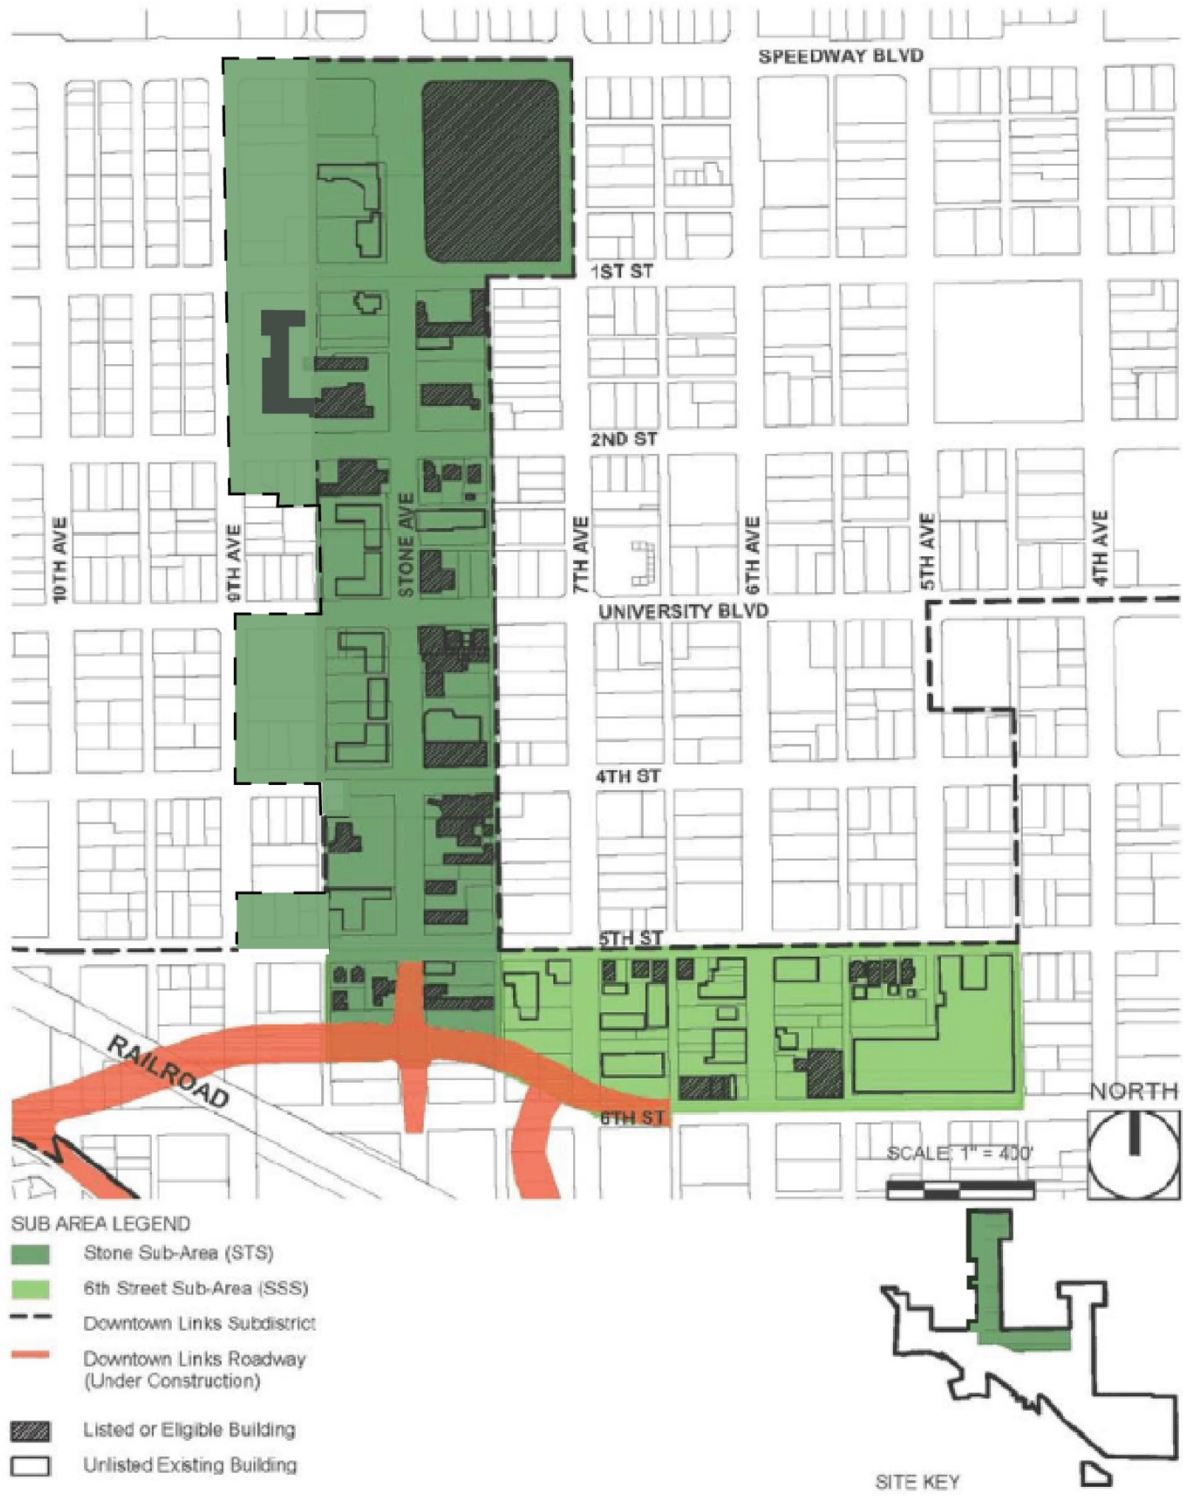 SPEEDWAY BLVD
1ST ST
2ND ST
10TH AVE
9TH AVE
STONE AVE
7TH AVE
6TH AVE
5TH AVE
4TH AVE
UNIVERSITY BLVD
4TH ST
5TH ST
RAILROAD
6TH ST
NORTH
SCALE: 1" = 400'
SUB AREA LEGEND
Stone Sub-Area (STS)
6th Street Sub-Area (SSS)
Downtown Links Subdistrict
Downtown Links Roadway
(Under Construction)
Listed or Eligible Building
Unlisted Existing Building
SITE KEY